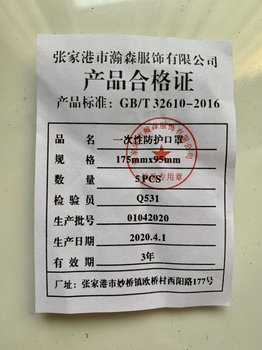 张家港市瀚森服饰有限公司
产品合格证
产品标准：GB/T 32610-2016
品 名 一次性防护口罩
规 格 175mmx95mm
数 量 5PCS
检 验 员 Q531
生产批号 01042020
生产日期 2020.4.1
有 效 期 3年
厂址：张家港市妙桥镇欧桥村西阳路177号